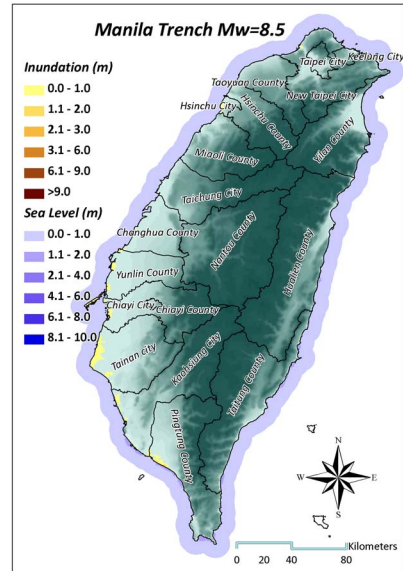 Manila Trench Mw=8.5
Inundation (m)
0.0 - 1.0
1.1 - 2.0
2.1 - 3.0
3.1 - 6.0
6.1 - 9.0
>9.0
Sea Level (m)
0.0 - 1.0
1.1 - 2.0
2.1 - 4.0
4.1 - 6.0
6.1 - 8.0
8.1 - 10.0
Keelung City
Taipei City
Taoyuan County
New Taipei City
Hsinchu City
Hsinchu County
Yilan County
Miaoli County
Taichung City
Changhua County
Nantou County
Hualien County
Yunlin County
Chiayi City
Chiayi County
Tainan city
Kaohsiung City
Taitung County
Pingtung County
N
W
E
S
Kilometers
0 20 40 80